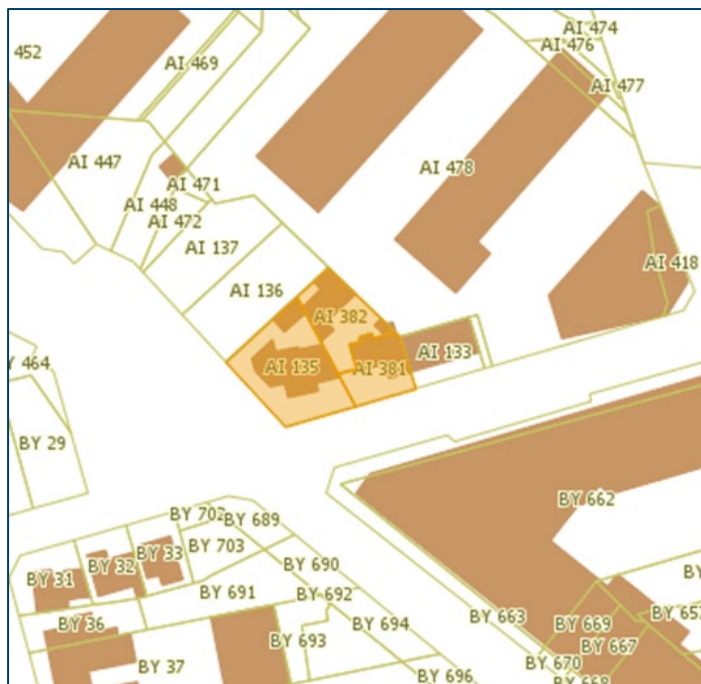 AI 474
AI 476
452
AI 469
AI 477
AI 447
AI 478
AI 471
AI 448
AI 472
AI 137
AI 418
AI 136
AI 382
AI 133
AI 135
AI 381
464
BY 29
BY 662
BY 702
BY 689
BY 33
BY 703
BY 32
BY 690
BY 31
BY 691
BY 692
BY 657
BY 36
BY 694
BY 663
BY 669
BY 693
BY 667
BY 37
BY 670
BY 696
BY 668